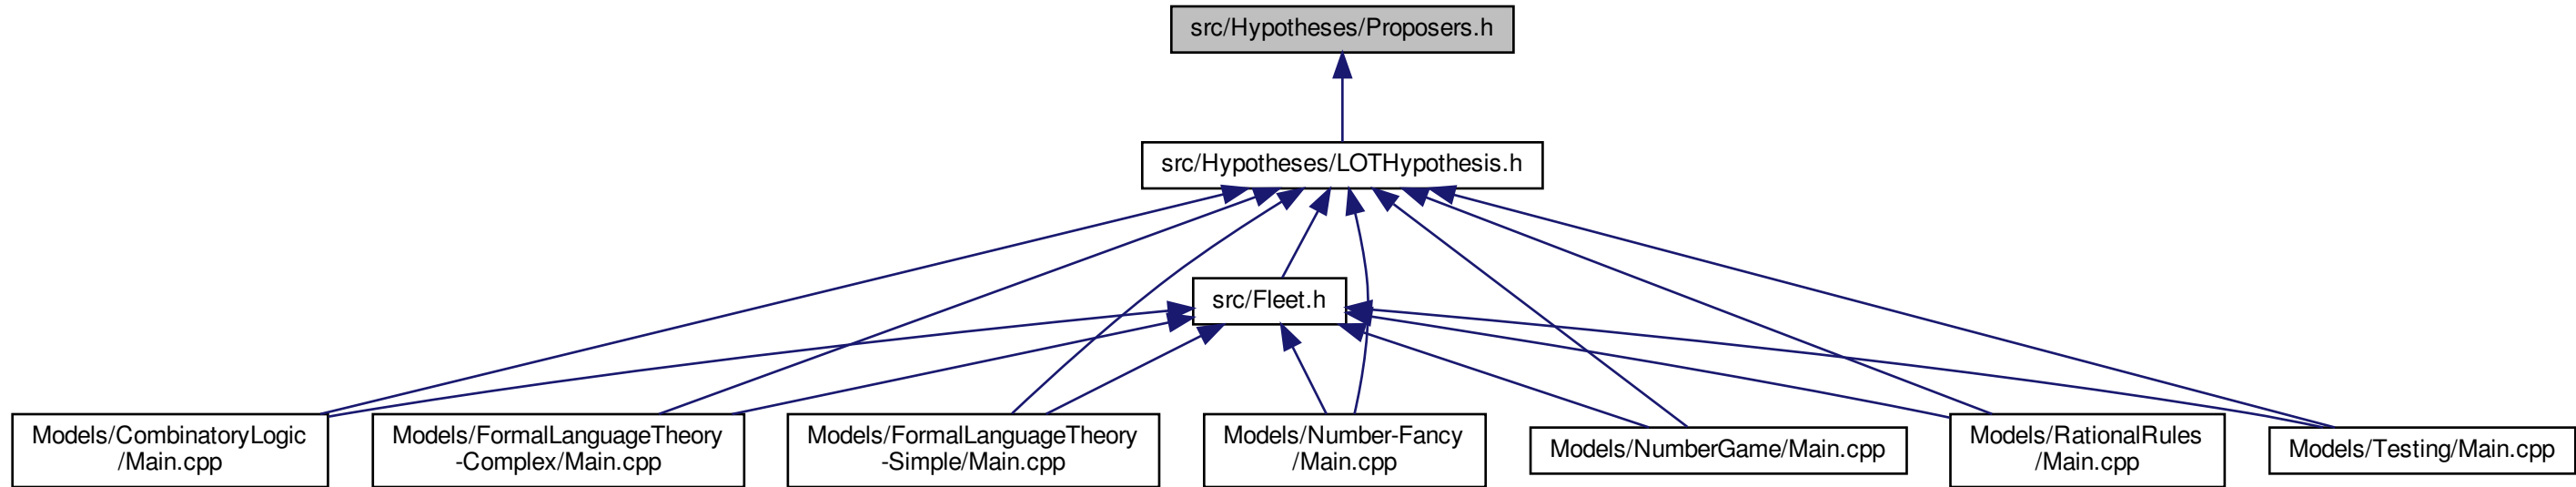 src/Hypotheses/Proposers.h
src/Hypotheses/LOTHypothesis.h
src/Fleet.h
Models/CombinatoryLogic
/Main.cpp
Models/FormalLanguageTheory
-Complex/Main.cpp
Models/FormalLanguageTheory
-Simple/Main.cpp
Models/Number-Fancy
/Main.cpp
Models/NumberGame/Main.cpp
Models/RationalRules
/Main.cpp
Models/Testing/Main.cpp